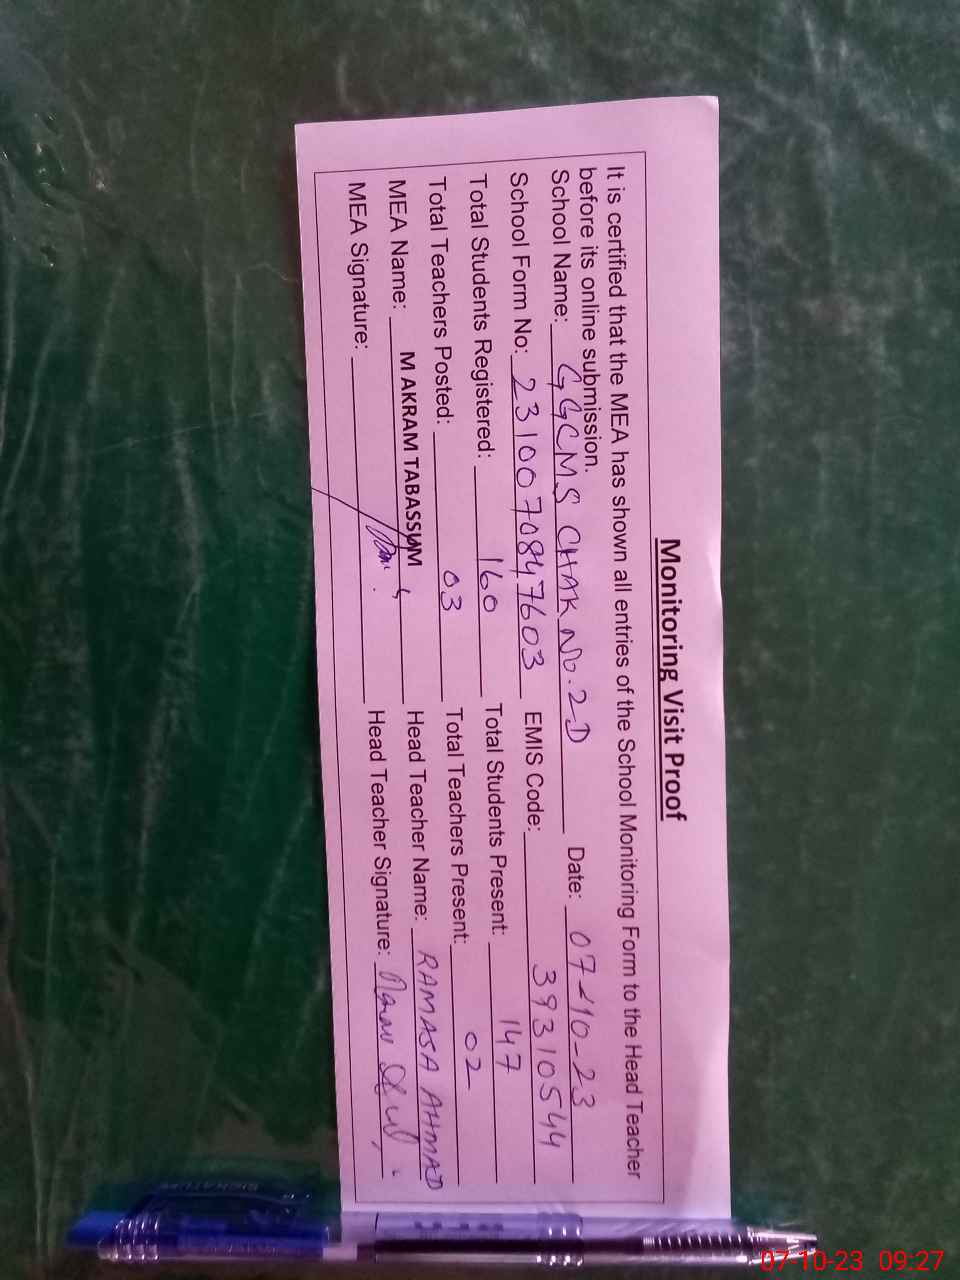 Monitoring Visit Proof
It is certified that the MEA has shown all entries of the School Monitoring Form to the Head Teacher
before its online submission.
School Name: GGCMS CHAK No. 2_D Date: 07-10-23
School Form No: 2310070847603 EMIS Code: 39310544
Total Students Registered: 160 Total Students Present: 147
Total Teachers Posted: 03 Total Teachers Present: 02
MEA Name: M AKRAM TABASSUM Head Teacher Name: RAMASA AHMAD
MEA Signature: Head Teacher Signature:
SIGNATURE
07-10-23 09:27